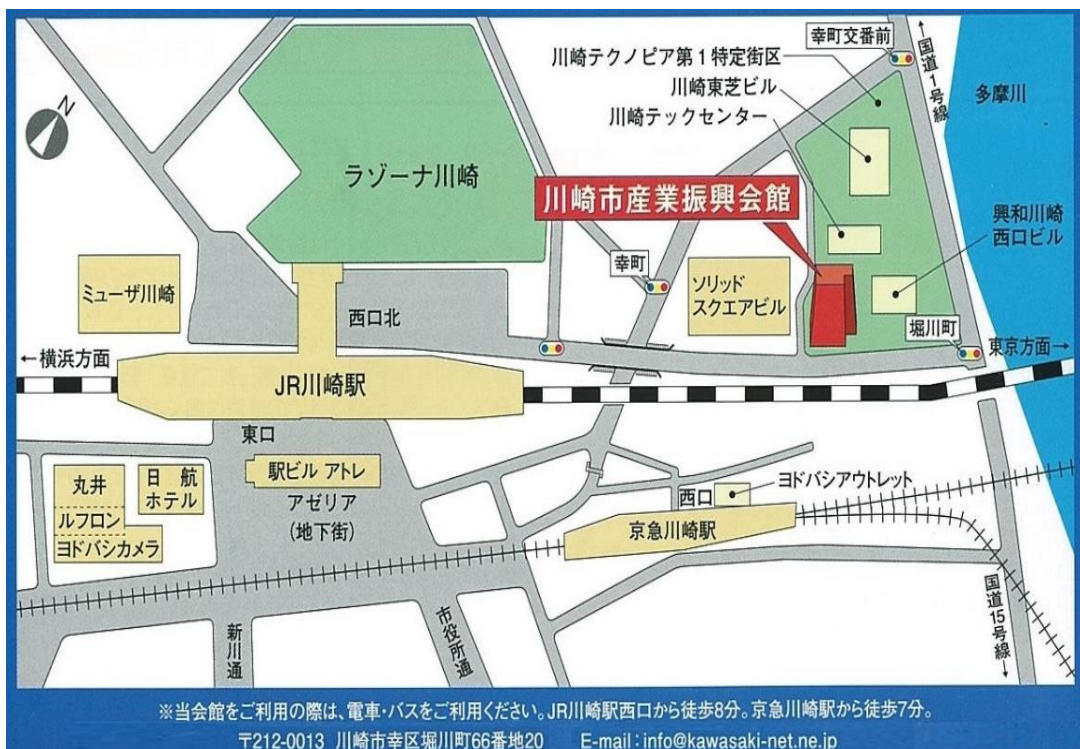 幸町交番前
←国道1号線
川崎テクノピア第1特定街区
川崎東芝ビル
川崎テックセンター
多摩川
N
ラゾーナ川崎
川崎市産業振興会館
興和川崎
西口ビル
幸町
ミューザ川崎
ソリッド
スクエアビル
西口北
堀川町
←横浜方面
東京方面→
JR川崎駅
東口
丸井
日航
ホテル
駅ビル アトレ
ルフロン
ヨドバシカメラ
アゼリア
(地下街)
西口
ヨドバシアウトレット
京急川崎駅
新川通
市役所通
国道15号線→
※当会館をご利用の際は、電車・バスをご利用ください。JR川崎駅西口から徒歩8分。京急川崎駅から徒歩7分。
〒212-0013 川崎市幸区堀川町66番地20 E-mail：info@kawasaki-net.ne.jp